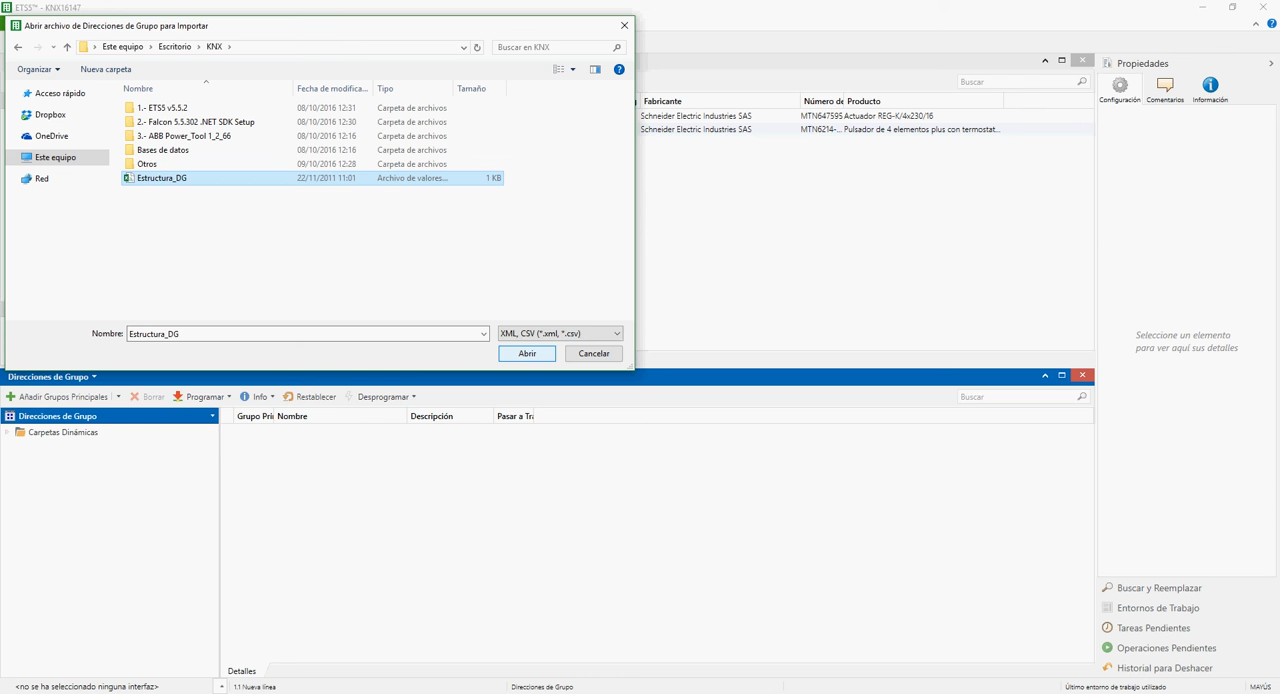 ETS5™ - KNX16147
Abrir archivo de Direcciones de Grupo para Importar
Este equipo > Escritorio > KNX >
Buscar en KNX
Organizar
Nueva carpeta
Nombre
Fecha de modifica...
Tipo
Tamaño
Acceso rápido
Dropbox
OneDrive
Este equipo
Red
1.- ETS5 v5.5.2
08/10/2016 12:31
Carpeta de archivos
2.- Falcon 5.5.302 .NET SDK Setup
08/10/2016 12:30
Carpeta de archivos
3.- ABB Power_Tool 1_2_66
08/10/2016 12:16
Carpeta de archivos
Bases de datos
08/10/2016 12:16
Carpeta de archivos
Otros
09/10/2016 12:28
Carpeta de archivos
Estructura_DG
22/11/2011 11:01
Archivo de valores...
1 KB
Nombre:
Estructura_DG
XML, CSV (*.xml, *.csv)
Abrir
Cancelar
Buscar
Fabricante
Número de
Producto
Schneider Electric Industries SAS
MTN647595
Actuador REG-K/4x230/16
Schneider Electric Industries SAS
MTN6214-...
Pulsador de 4 elementos plus con termostat...
Propiedades
Configuración
Comentarios
Información
Seleccione un elemento
para ver aquí sus detalles
Direcciones de Grupo
Añadir Grupos Principales
Borrar
Programar
Info
Restablecer
Desprogramar
Buscar
Direcciones de Grupo
Carpetas Dinámicas
Grupo Pri
Nombre
Descripción
Pasar a Tra
Buscar y Reemplazar
Entornos de Trabajo
Tareas Pendientes
Operaciones Pendientes
Historial para Deshacer
Detalles
<no se ha seleccionado ninguna interfaz>
1.1 Nueva línea
Direcciones de Grupo
Último entorno de trabajo utilizado
MAYÚS